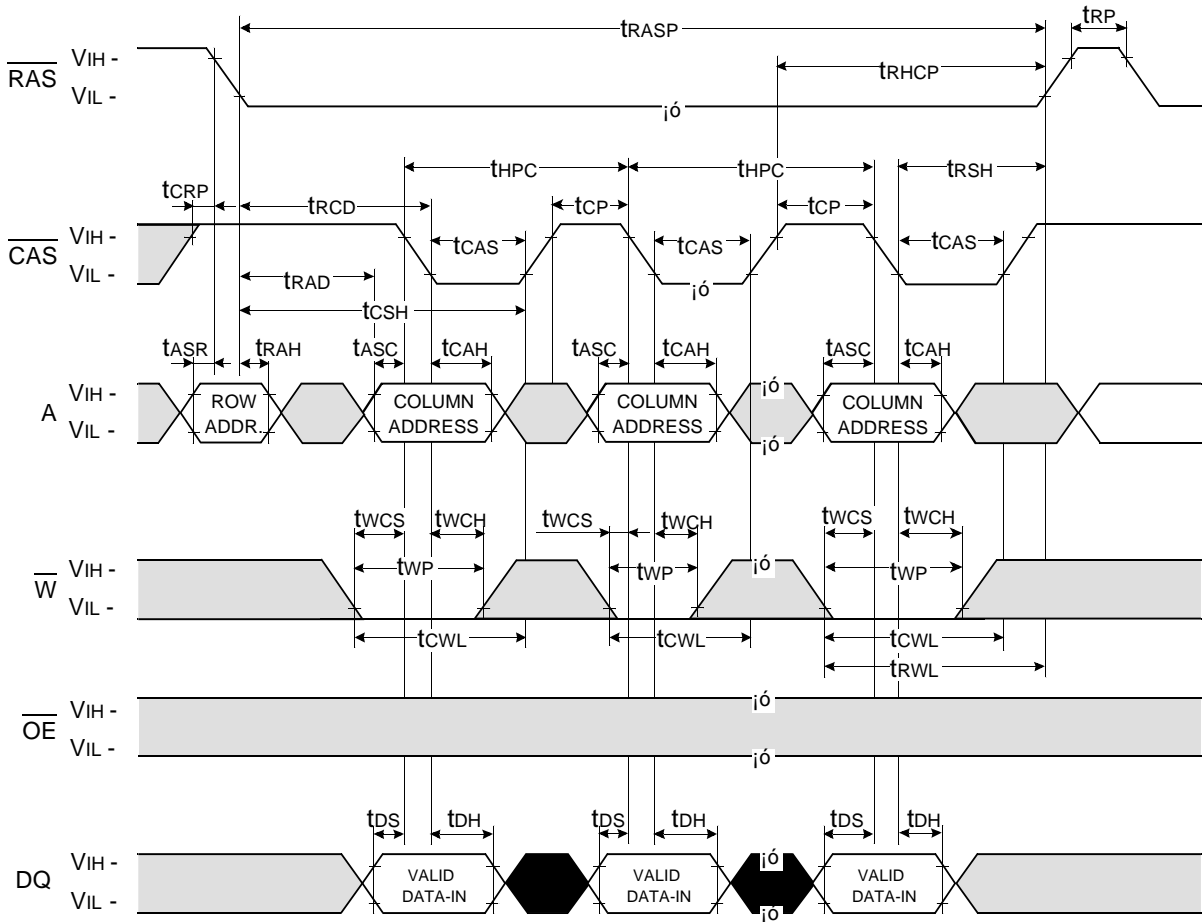 tRASP
tRP
RAS
VIH -
VIL -
tRHCP
¡ó
tHPC
tHPC
tRSH
tCRP
tRCD
tCP
tCP
CAS
VIH -
VIL -
tCAS
tCAS
tCAS
tRAD
¡ó
tCSH
tASR
tRAH
tASC
tCAH
tASC
tCAH
tASC
tCAH
A
VIH -
VIL -
ROW
ADDR.
COLUMN
ADDRESS
COLUMN
ADDRESS
¡ó
¡ó
COLUMN
ADDRESS
tWCS
tWCH
tWCS
tWCH
tWCS
tWCH
W
VIH -
VIL -
tWP
tWP
¡ó
tWP
tCWL
tCWL
tCWL
tRWL
OE
VIH -
VIL -
¡ó
¡ó
tDS
tDH
tDS
tDH
tDS
tDH
DQ
VIH -
VIL -
VALID
DATA-IN
VALID
DATA-IN
¡ó
¡ó
VALID
DATA-IN